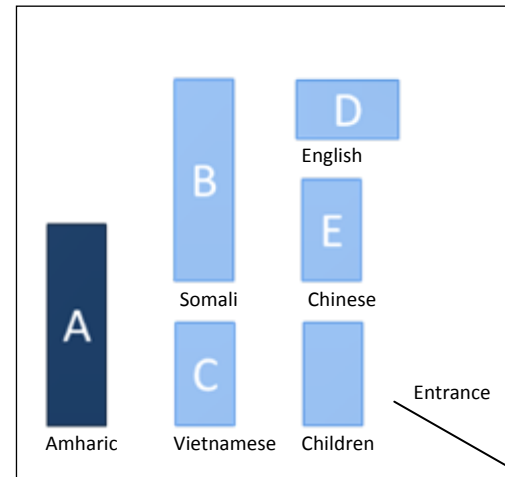 D
English
B
E
Somali
Chinese
A
C
Entrance
Amharic
Vietnamese
Children